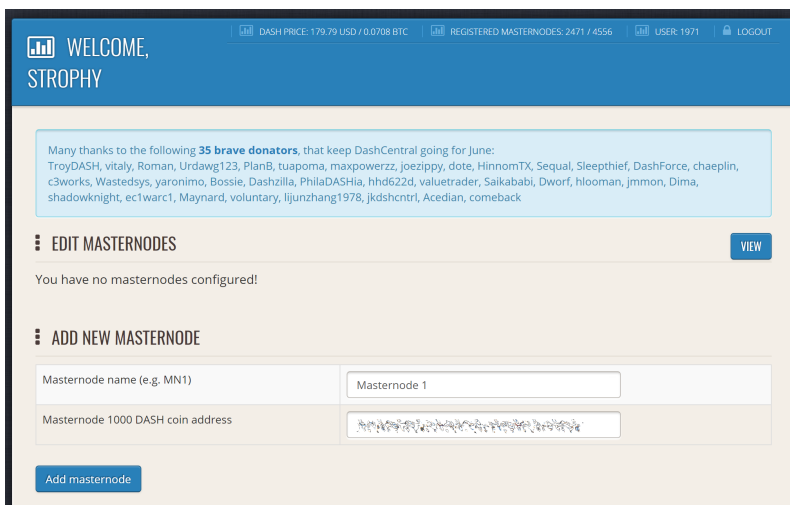 WELCOME,
STROPHY
DASH PRICE: 179.79 USD / 0.0708 BTC
REGISTERED MASTERNODES: 2471 / 4556
USER: 1971
LOGOUT
Many thanks to the following 35 brave donators, that keep DashCentral going for June:
TroyDASH, vitaly, Roman, Urdawg123, PlanB, tuapoma, maxpowerzz, joezippy, dote, HinnomTX, Sequal, Sleepthief, DashForce, chaeplin,
c3works, Wastedsys, yaronimo, Bossie, Dashzilla, PhilaDASHia, hhd622d, valuetrader, Saikababi, Dworf, hlooman, jmmon, Dima,
shadowknight, ec1warc1, Maynard, voluntary, lijunzhang1978, jkdshcntrl, Acedian, comeback
EDIT MASTERNODES
VIEW
You have no masternodes configured!
ADD NEW MASTERNODE
Masternode name (e.g. MN1)
Masternode 1
Masternode 1000 DASH coin address
Add masternode